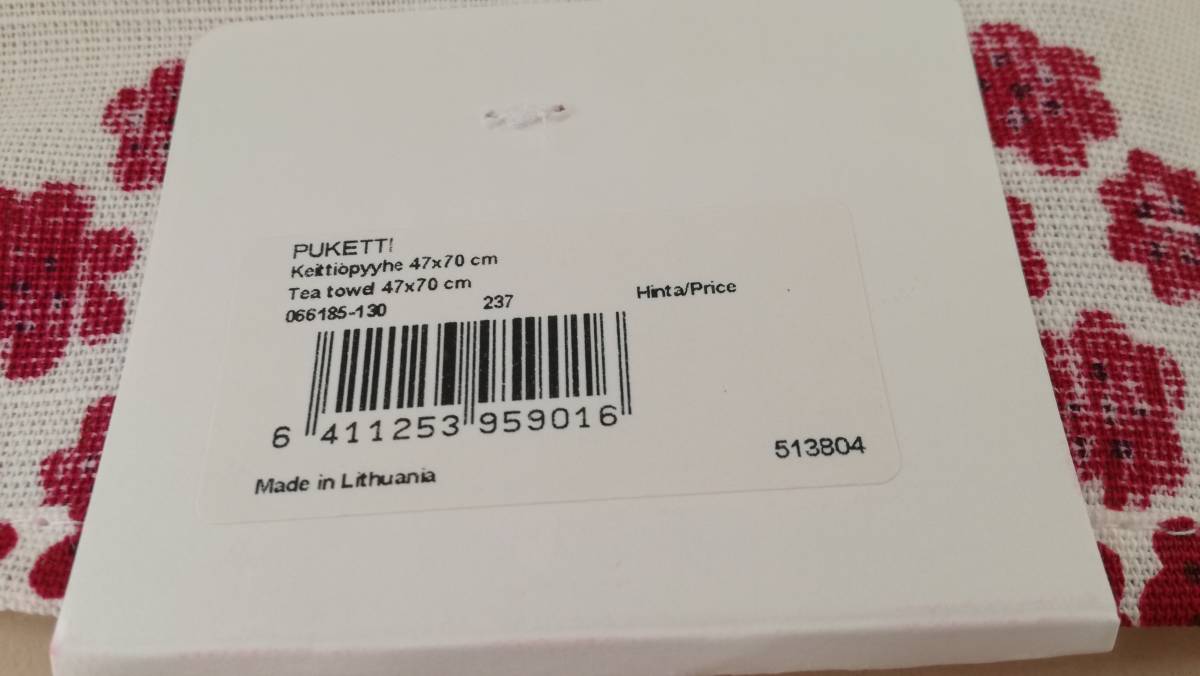 PUKETTI
Keittiöpyyhe 47x70 cm
Tea towel 47x70 cm
066185-130 237 Hinta/Price
6 411253 959016
513804
Made in Lithuania